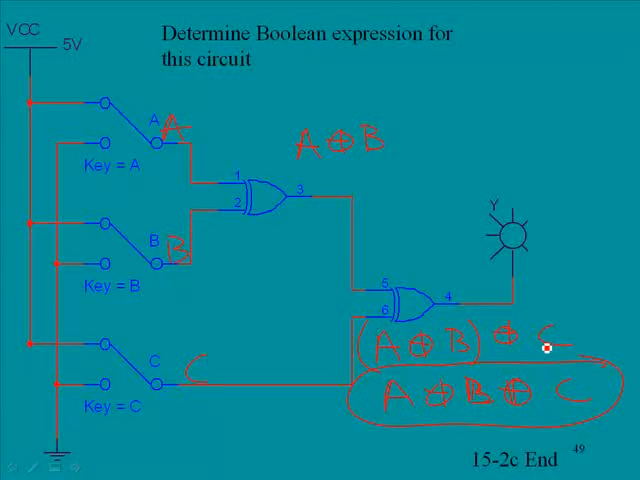 VCC
5V
Determine Boolean expression for
this circuit
A
A
Key = A
A ⊕ B
1
2
3
B
B
Key = B
Y
5
6
4
C
C
Key = C
(A ⊕ B) ⊕ C
A ⊕ B ⊕ C
15-2c End
49